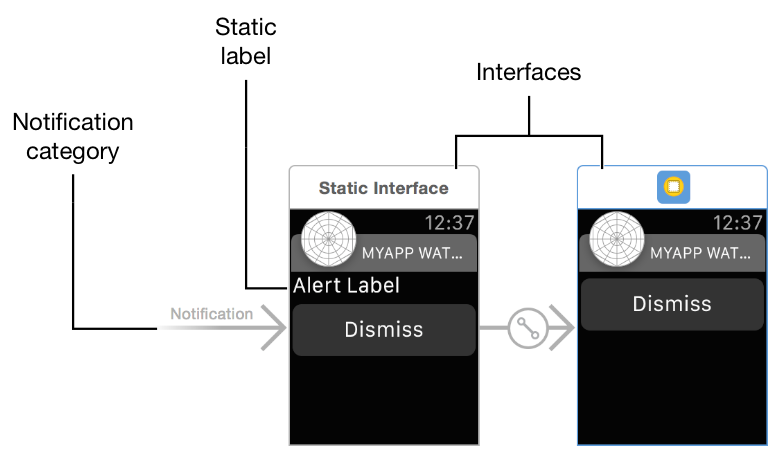 Static
label
Interfaces
Notification
category
Static Interface
12:37
MYAPP WAT...
Alert Label
Notification
Dismiss
12:37
MYAPP WAT...
Dismiss